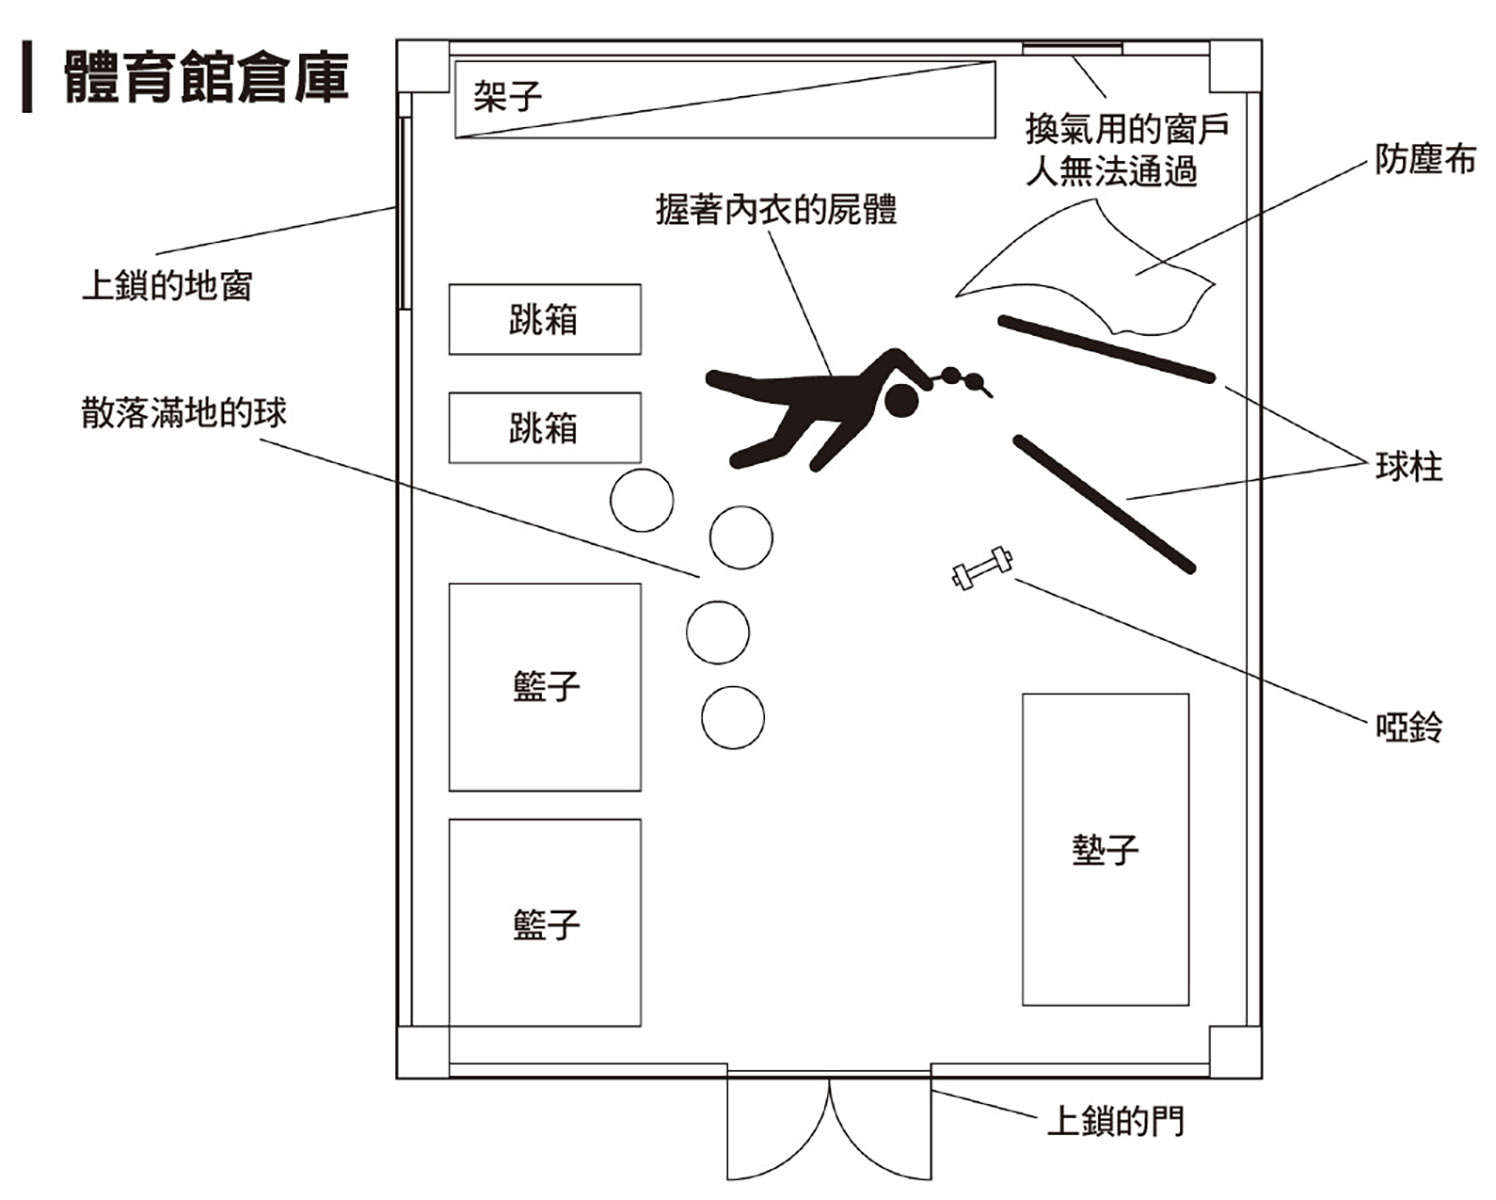 體育館倉庫
架子
換氣用的窗戶
人無法通過
防塵布
握著內衣的屍體
上鎖的地窗
跳箱
散落滿地的球
跳箱
球柱
籃子
啞鈴
墊子
籃子
上鎖的門